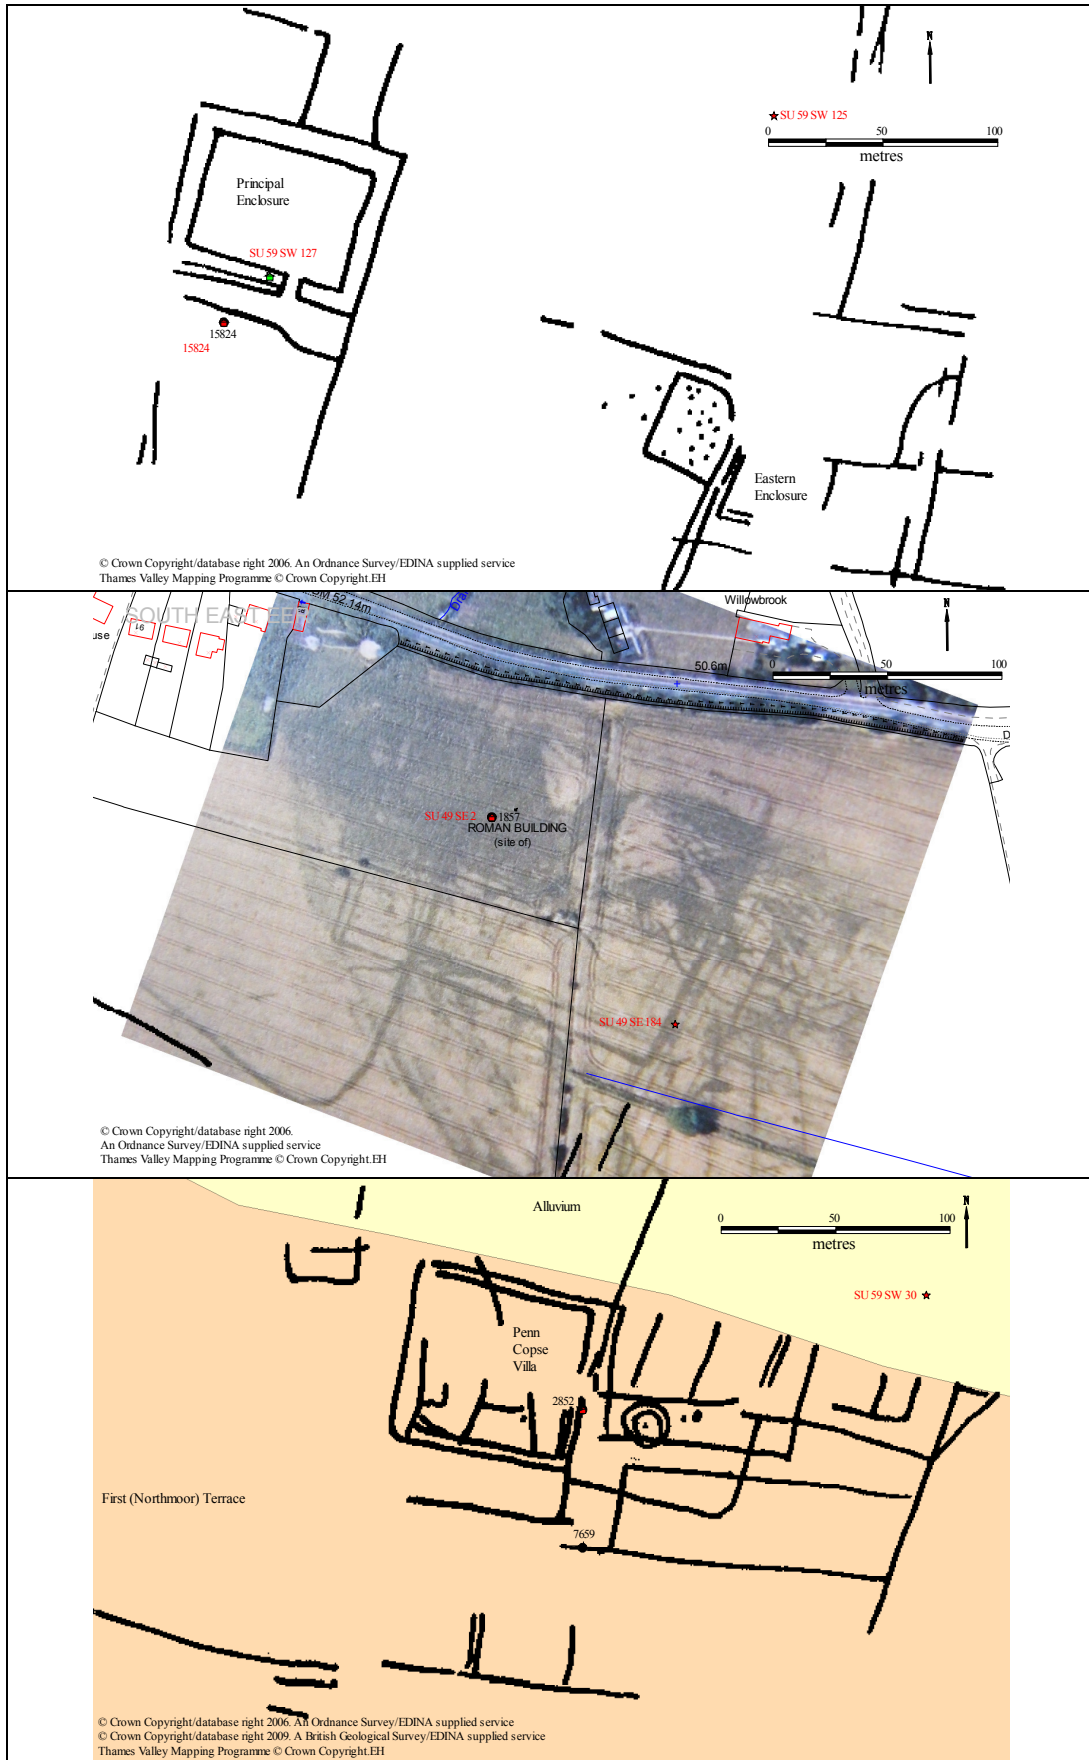 N
SU 59 SW 125
0 50 100
metres
Principal
Enclosure
SU 59 SW 127
15824
15824
Eastern
Enclosure
© Crown Copyright/database right 2006. An Ordnance Survey/EDINA supplied service
Thames Valley Mapping Programme © Crown Copyright.EH
52.14m
Willowbrook
N
SOUTH EAST
use
91
50.6m
0 50 100
metres
D
SU 49 SE 2
1857
ROMAN BUILDING
(site of)
SU 49 SE 184
© Crown Copyright/database right 2006.
An Ordnance Survey/EDINA supplied service
Thames Valley Mapping Programme © Crown Copyright.EH
Alluvium
N
0 50 100
metres
SU 59 SW 30
Penn
Copse
Villa
2852
First (Northmoor) Terrace
7659
© Crown Copyright/database right 2006. An Ordnance Survey/EDINA supplied service
© Crown Copyright/database right 2009. A British Geological Survey/EDINA supplied service
Thames Valley Mapping Programme © Crown Copyright.EH